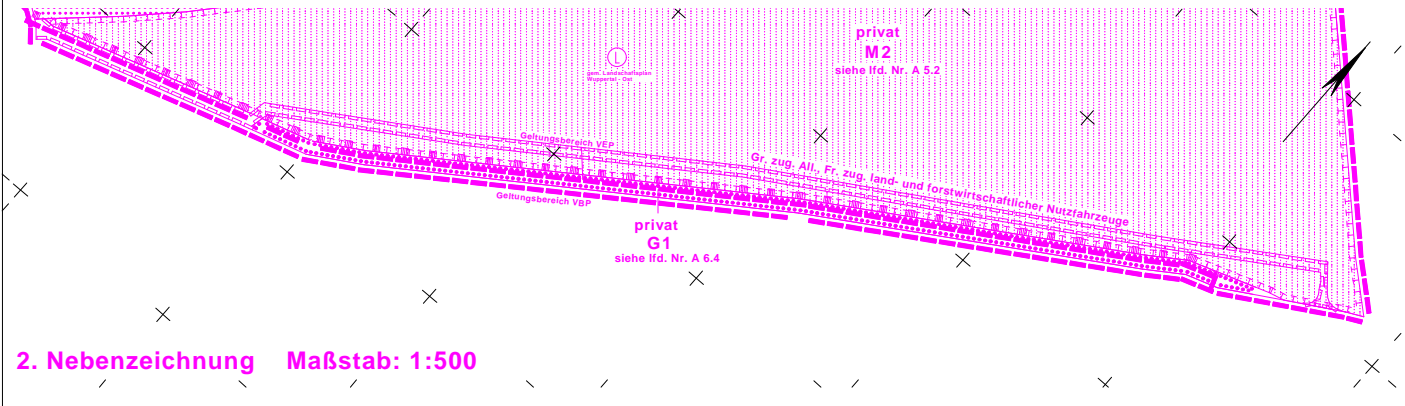 privat
M2
siehe lfd. Nr. A 5.2
L
gem. Landschaftsplan
Wuppertal - Ost
Geltungsbereich VEP
Gr. zug. All., Fr. zug. land- und forstwirtschaftlicher Nutzfahrzeuge
Geltungsbereich VBP
privat
G1
siehe lfd. Nr. A 6.4
2. Nebenzeichnung Maßstab: 1:500